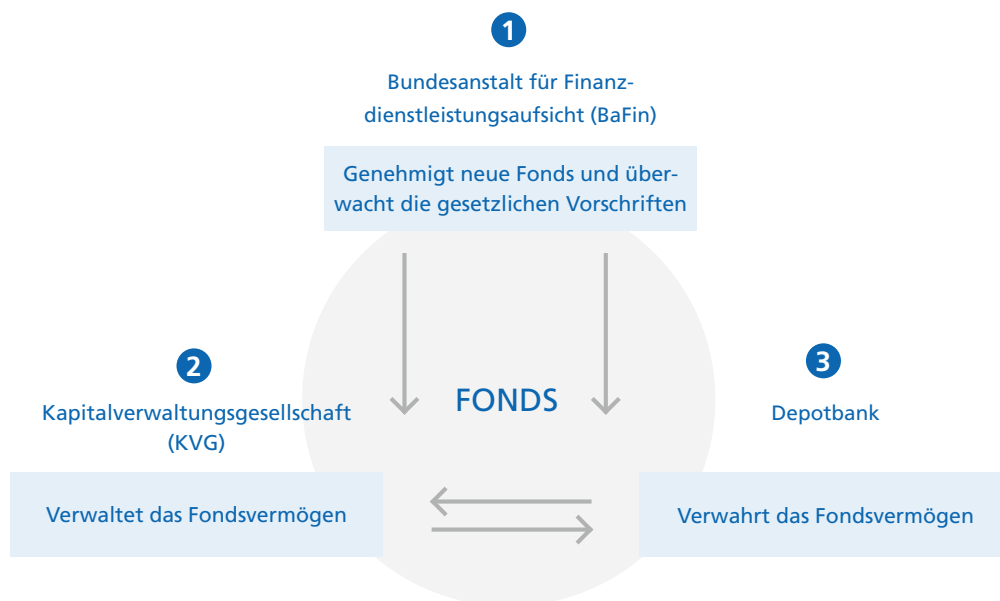 1
Bundesanstalt für Finanz-
dienstleistungsaufsicht (BaFin)
Genehmigt neue Fonds und über-
wacht die gesetzlichen Vorschriften
FONDS
2
Kapitalverwaltungsgesellschaft
(KVG)
Verwaltet das Fondsvermögen
3
Depotbank
Verwahrt das Fondsvermögen